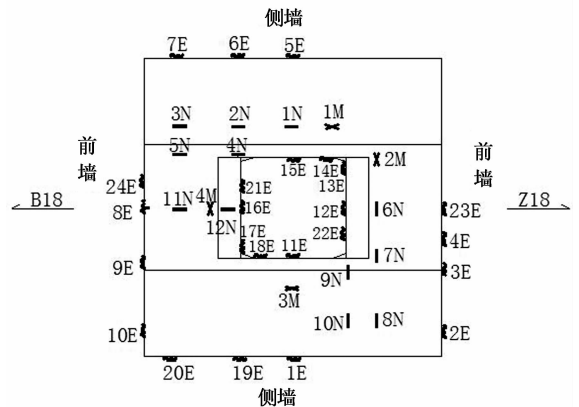 侧墙
7E 6E 5E
3N 2N 1N 1M
前墙
5N 4N
前墙
15E 14E 2M
24E 21E 13E
B18 11N 4M Z18
8E 16E 12E 6N 23E
12N
17E 22E 4E
18E 11E 7N
9E 9N 3E
3M
10E 10N 8N 2E
20E 19E 1E
侧墙